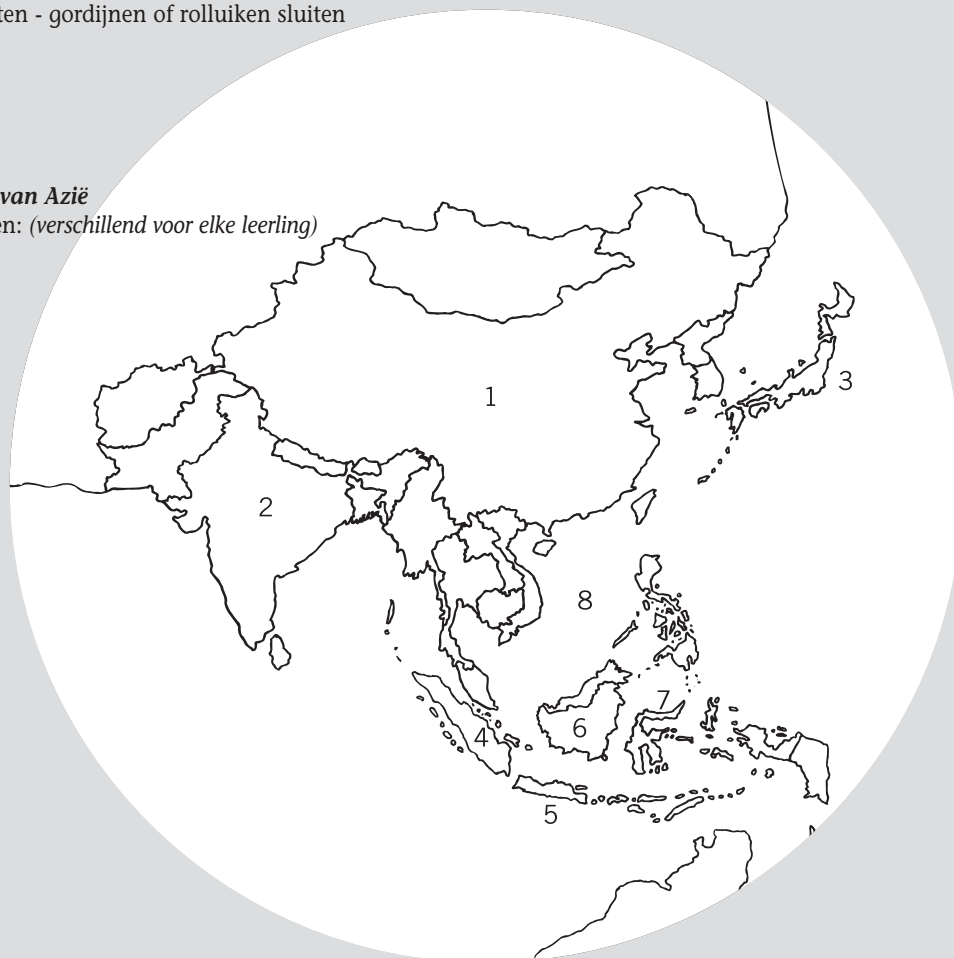 ten - gordijnen of rolluiken sluiten
van Azië
en: (verschillend voor elke leerling)
3
1
2
8
7
6
4
5